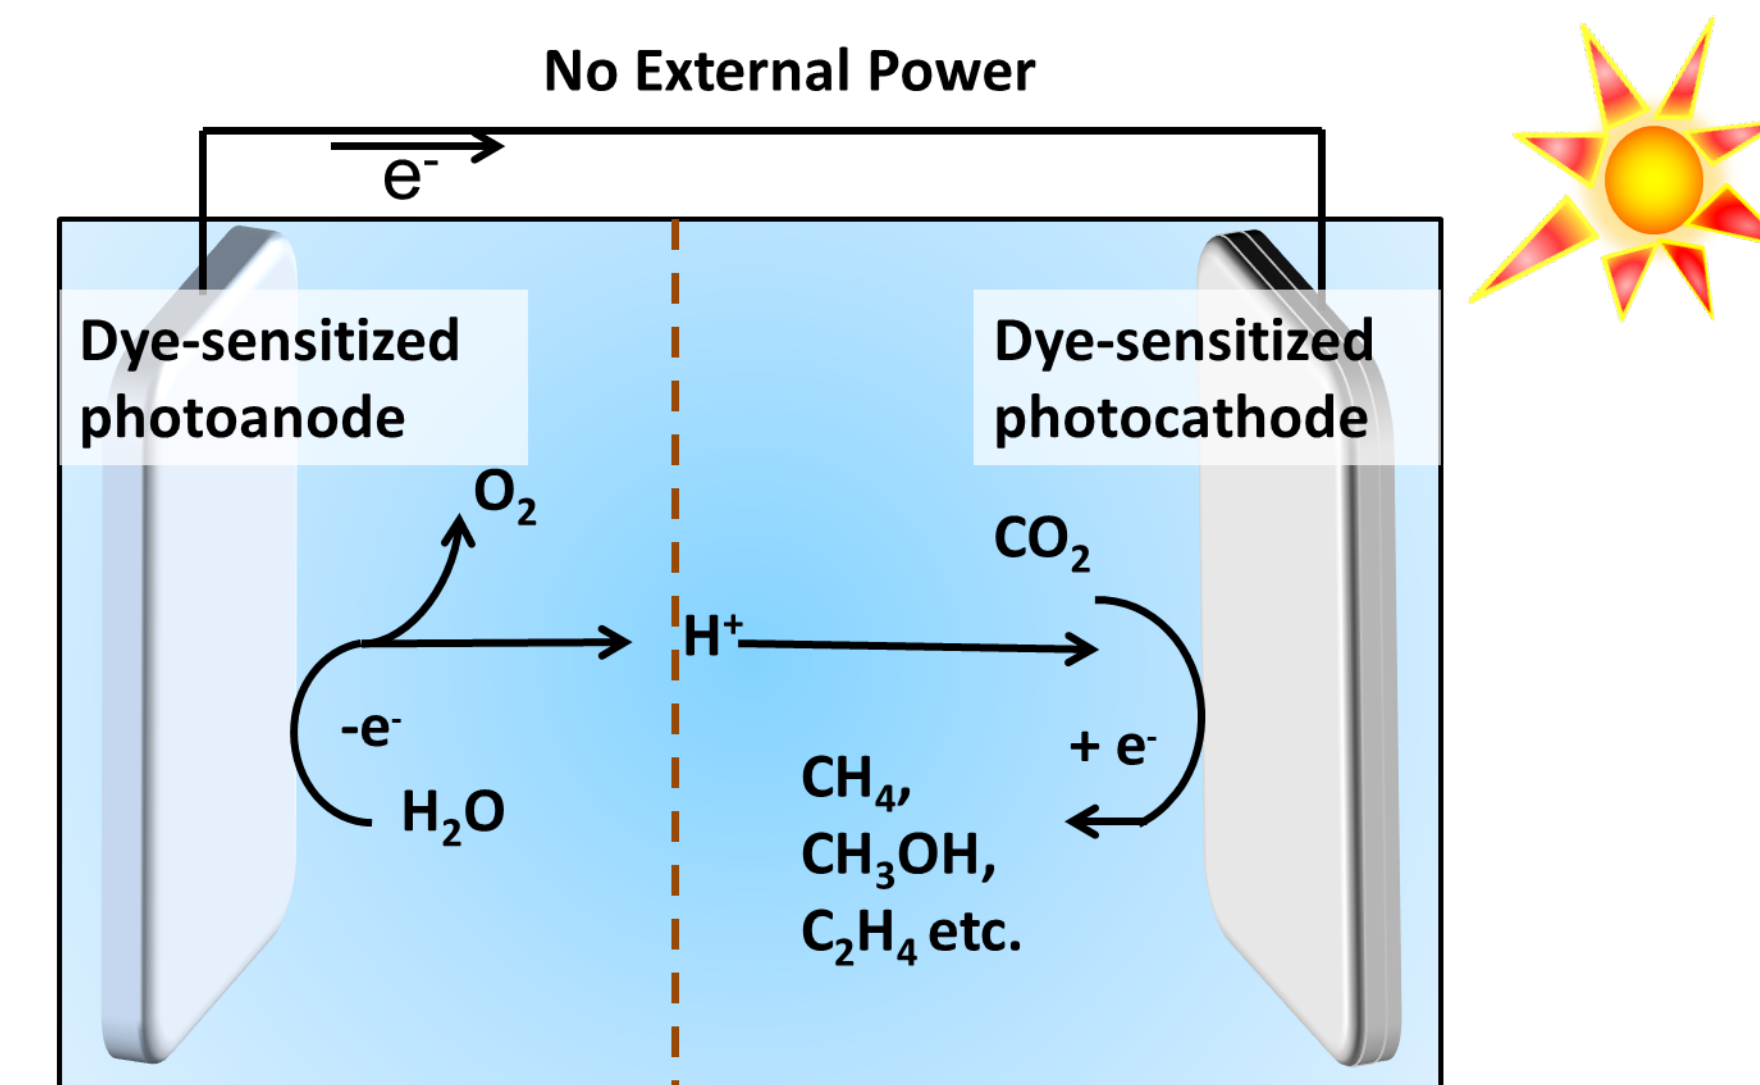 No External Power
e⁻
Dye-sensitized
photoanode
Dye-sensitized
photocathode
O₂
CO₂
H⁺
-e⁻
+ e⁻
H₂O
CH₄,
CH₃OH,
C₂H₄ etc.